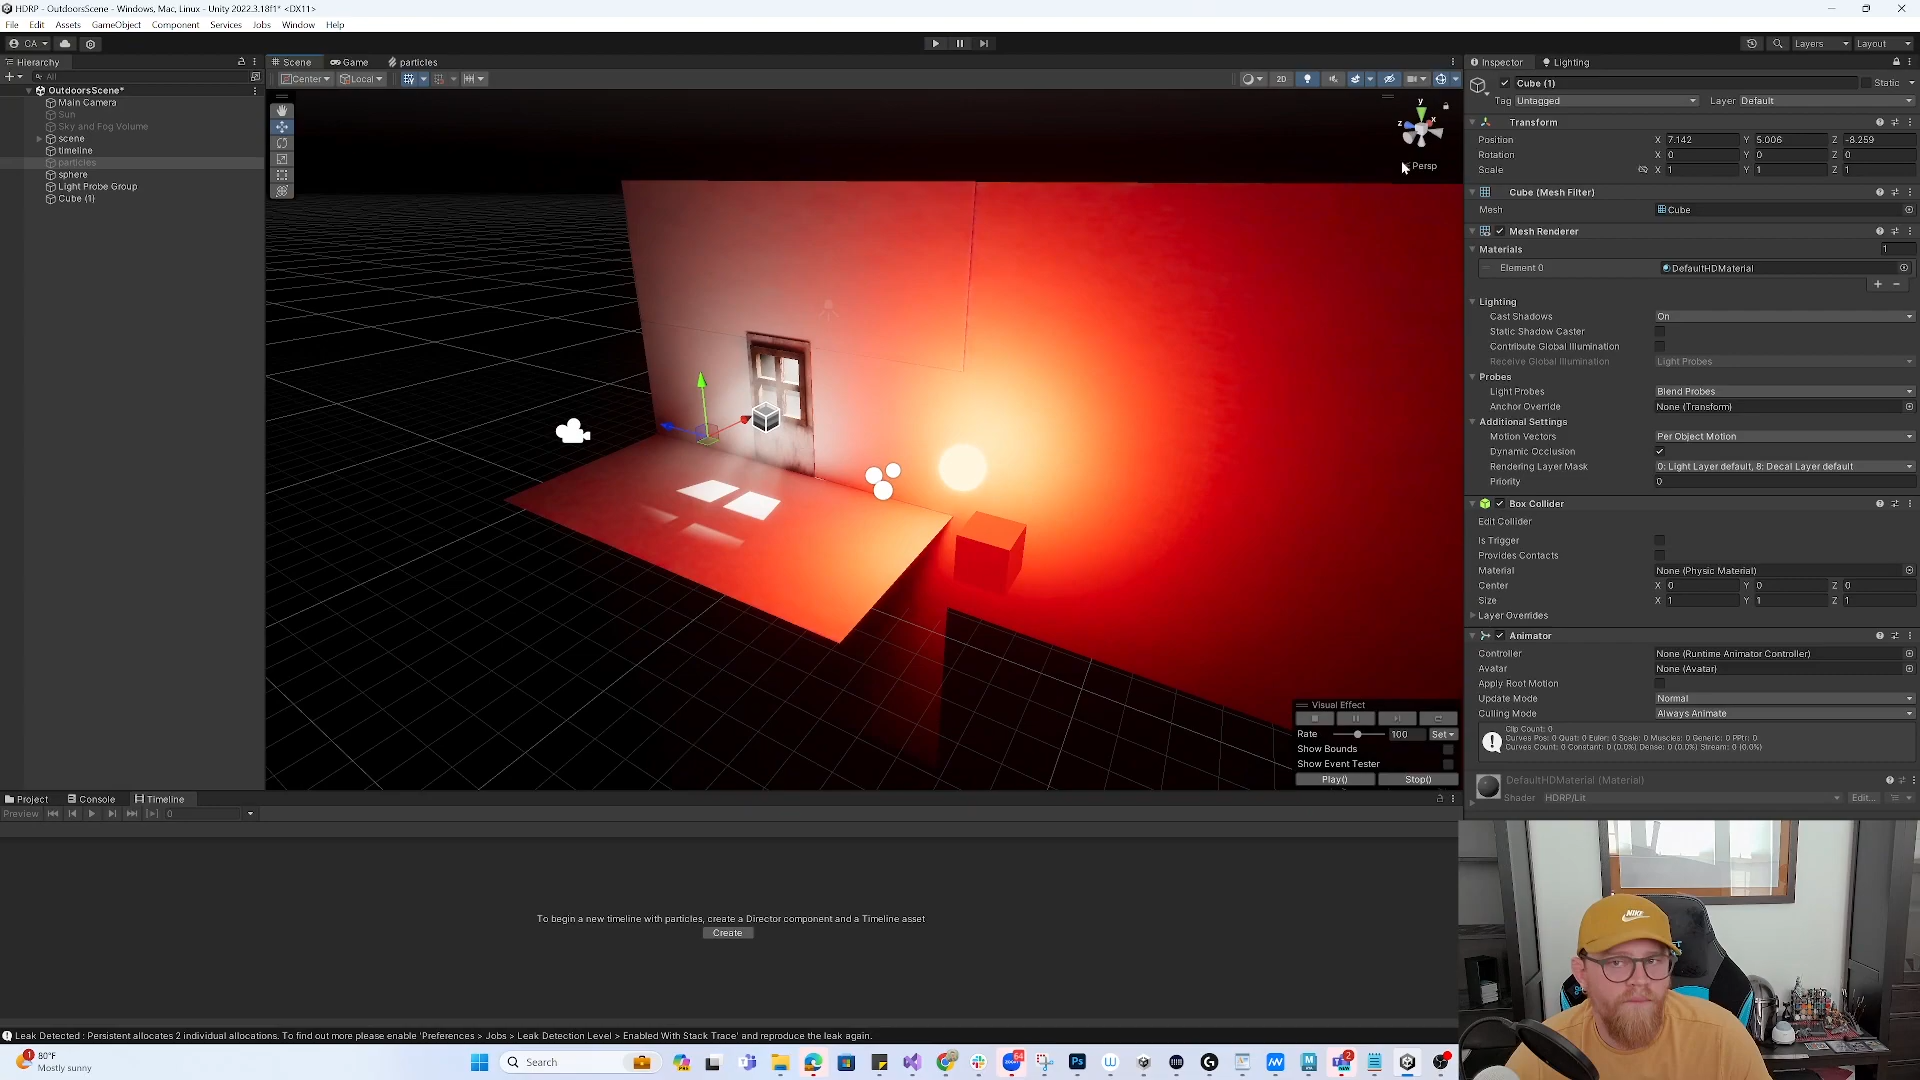 HDRP - OutdoorsScene - Windows, Mac, Linux - Unity 2022.3.18f1* <DX11>
File Edit Assets GameObject Component Services Jobs Window Help
CA
Layers Layout
Hierarchy
All
OutdoorsScene*
Main Camera
Sun
Sky and Fog Volume
scene
timeline
particles
sphere
Light Probe Group
Cube (1)
Scene Game particles
Center Local 2D
y
z x
Persp
Visual Effect
Rate 100 Set
Show Bounds
Show Event Tester
Play() Stop()
Inspector Lighting
Cube (1) Static
Tag Untagged Layer Default
Transform
Position X 7.142 Y 5.006 Z -8.259
Rotation X 0 Y 0 Z 0
Scale X 1 Y 1 Z 1
Cube (Mesh Filter)
Mesh Cube
Mesh Renderer
Materials 1
Element 0 DefaultHDMaterial
Lighting
Cast Shadows On
Static Shadow Caster
Contribute Global Illumination
Receive Global Illumination Light Probes
Probes
Light Probes Blend Probes
Anchor Override None (Transform)
Additional Settings
Motion Vectors Per Object Motion
Dynamic Occlusion
Rendering Layer Mask 0: Light Layer default, 8: Decal Layer default
Priority 0
Box Collider
Edit Collider
Is Trigger
Provides Contacts
Material None (Physic Material)
Center X 0 Y 0 Z 0
Size X 1 Y 1 Z 1
Layer Overrides
Animator
Controller None (Runtime Animator Controller)
Avatar None (Avatar)
Apply Root Motion
Update Mode Normal
Culling Mode Always Animate
Clip Count: 0
Curves Pos: 0 Quat: 0 Euler: 0 Scale: 0 Muscles: 0 Generic: 0 PPtr: 0
Curves Count: 0 Constant: 0 (0.0%) Dense: 0 (0.0%) Stream: 0 (0.0%)
DefaultHDMaterial (Material)
Shader HDRP/Lit Edit...
Project Console Timeline
Preview 0
To begin a new timeline with particles, create a Director component and a Timeline asset
Create
NIKE
Leak Detected : Persistent allocates 2 individual allocations. To find out more please enable 'Preferences > Jobs > Leak Detection Level > Enabled With Stack Trace' and reproduce the leak again.
1 80°F
Mostly sunny
Search
64
2